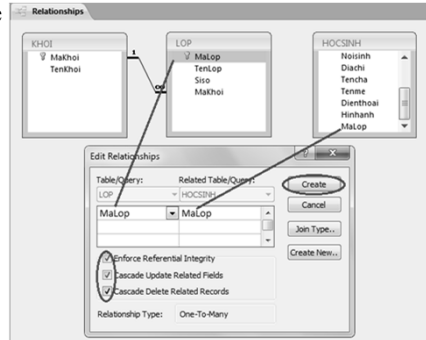 Relationships
KHOI
MaKhoi
TenKhoi
1
∞
LOP
MaLop
TenLop
Siso
MaKhoi
HOCSINH
Noisinh
Diachi
Tencha
Tenme
Dienthoai
Hinhanh
MaLop
Edit Relationships
Table/Query: Related Table/Query:
LOP HOCSINH
MaLop MaLop
Create
Cancel
Join Type..
Create New..
Enforce Referential Integrity
Cascade Update Related Fields
Cascade Delete Related Records
Relationship Type: One-To-Many